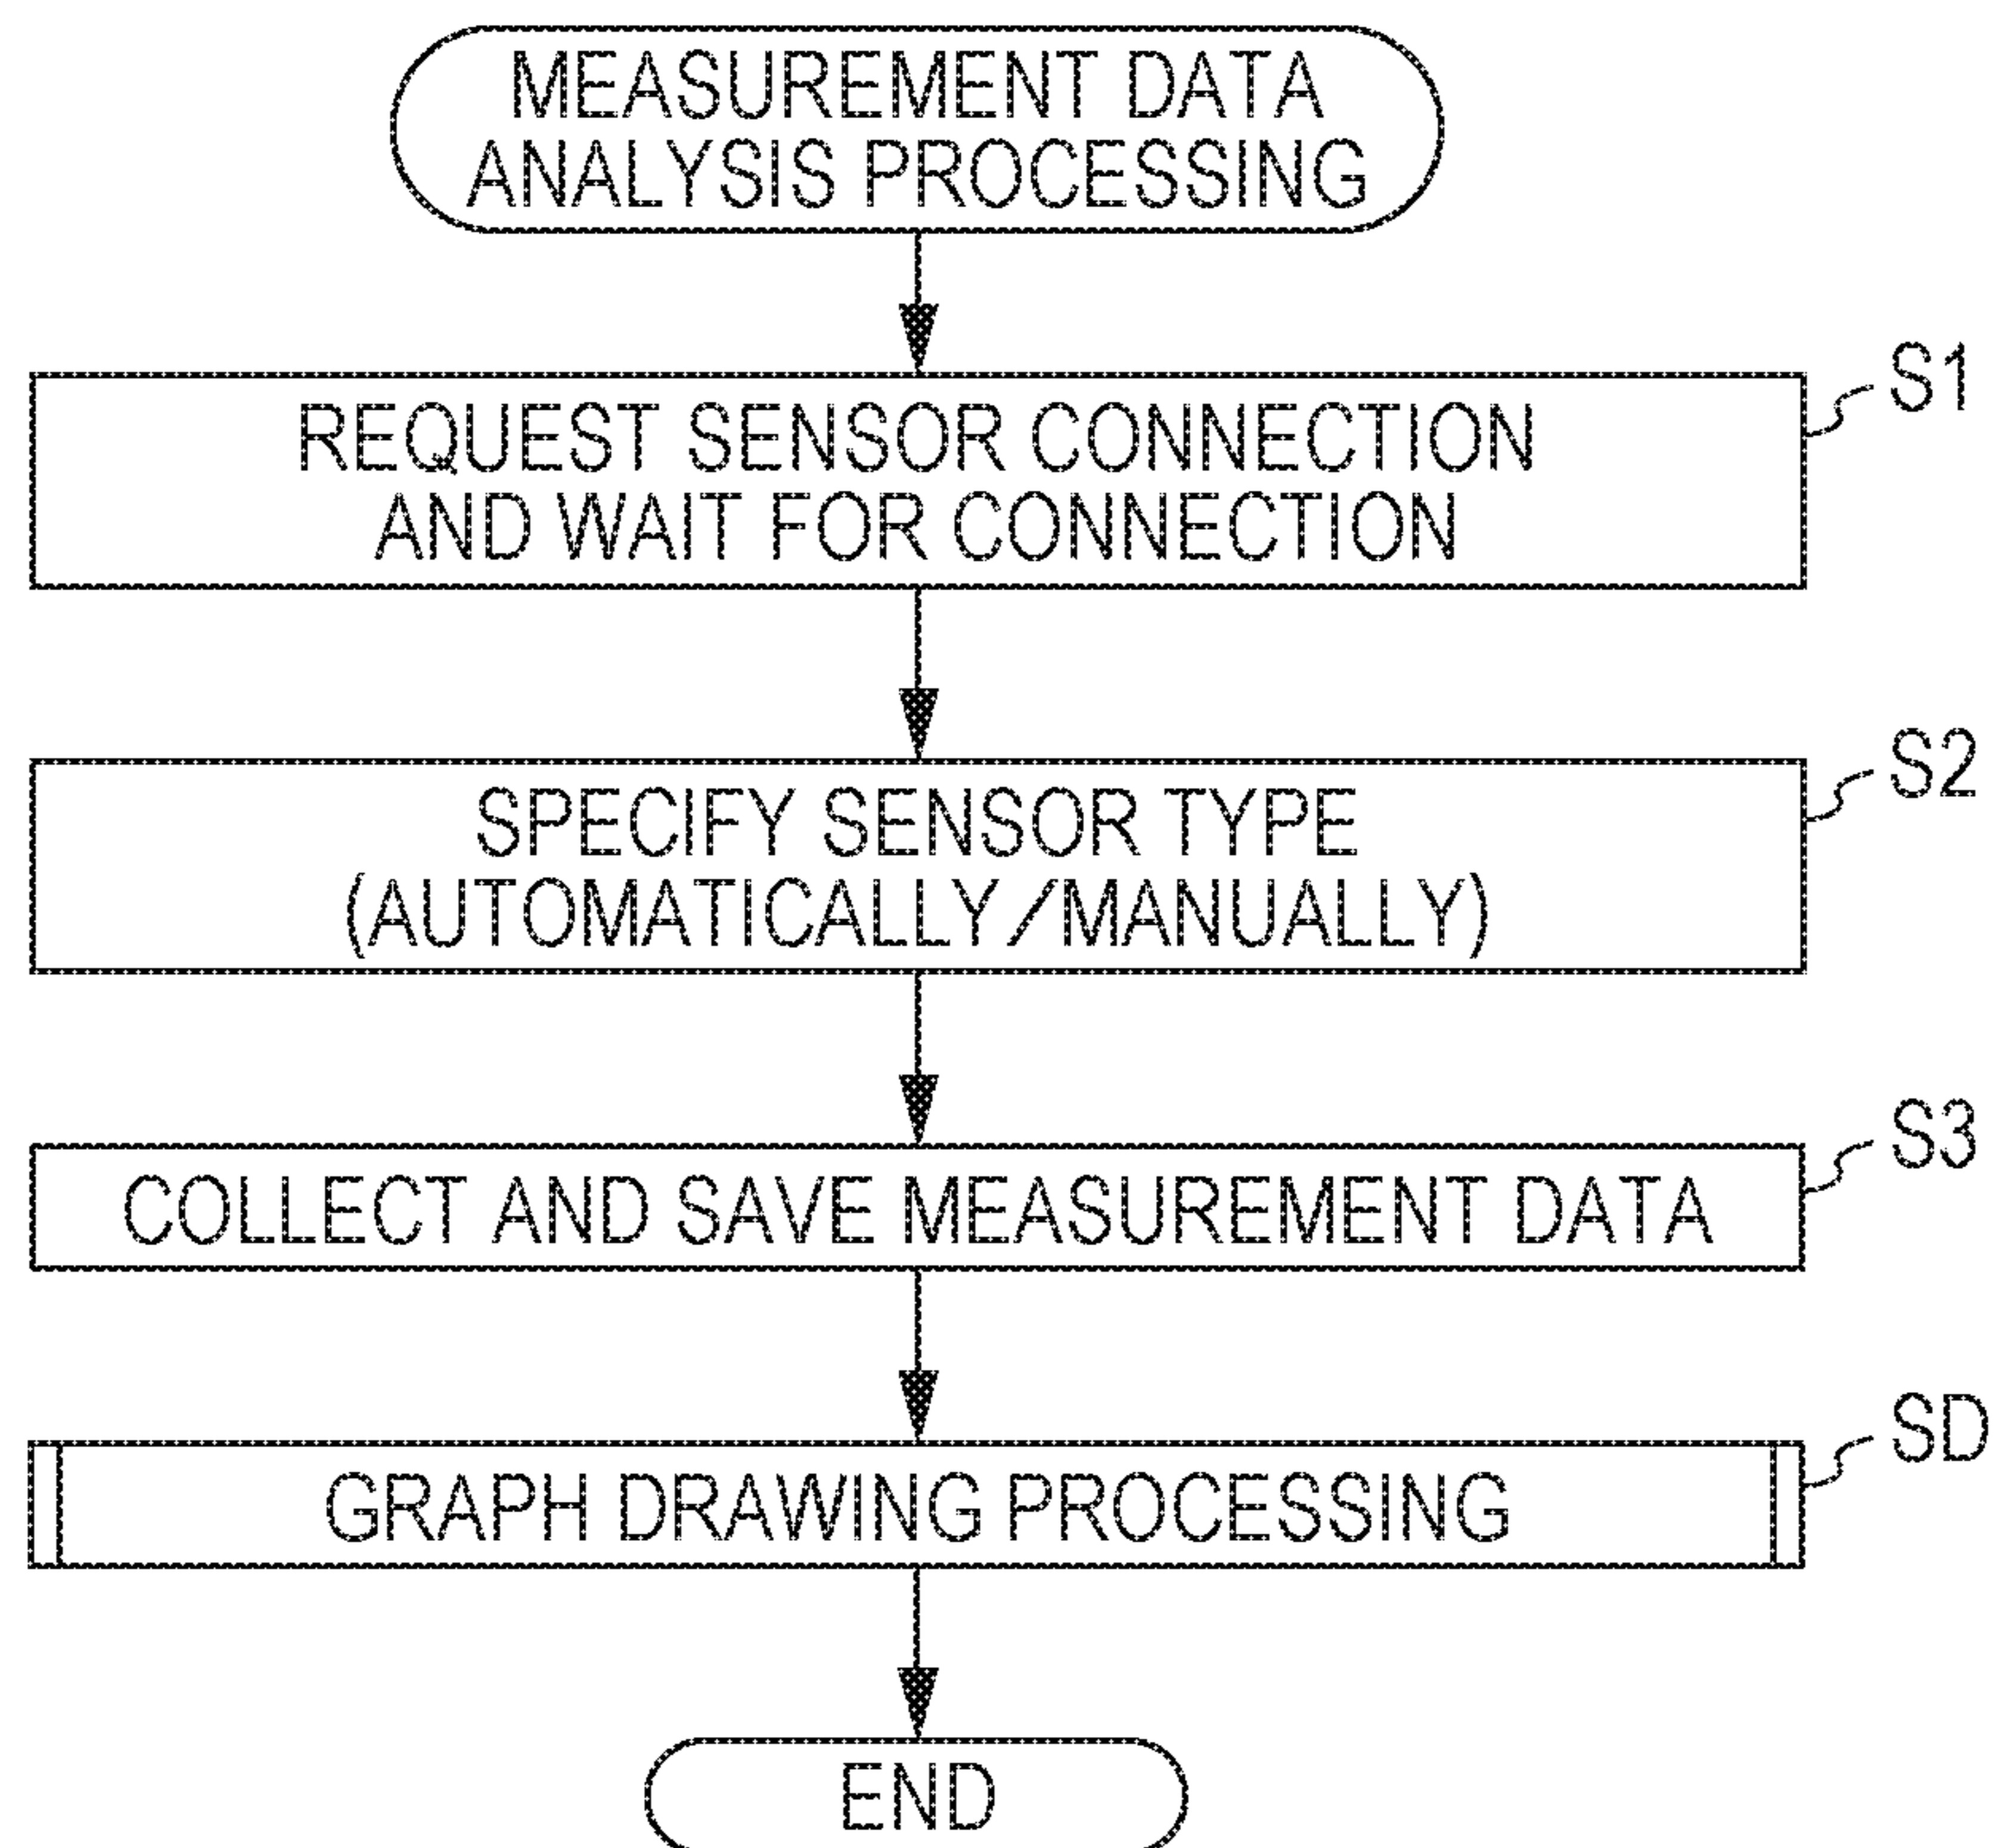 MEASUREMENT DATA
ANALYSIS PROCESSING
S1
REQUEST SENSOR CONNECTION
AND WAIT FOR CONNECTION
S2
SPECIFY SENSOR TYPE
(AUTOMATICALLY/MANUALLY)
S3
COLLECT AND SAVE MEASUREMENT DATA
SD
GRAPH DRAWING PROCESSING
END